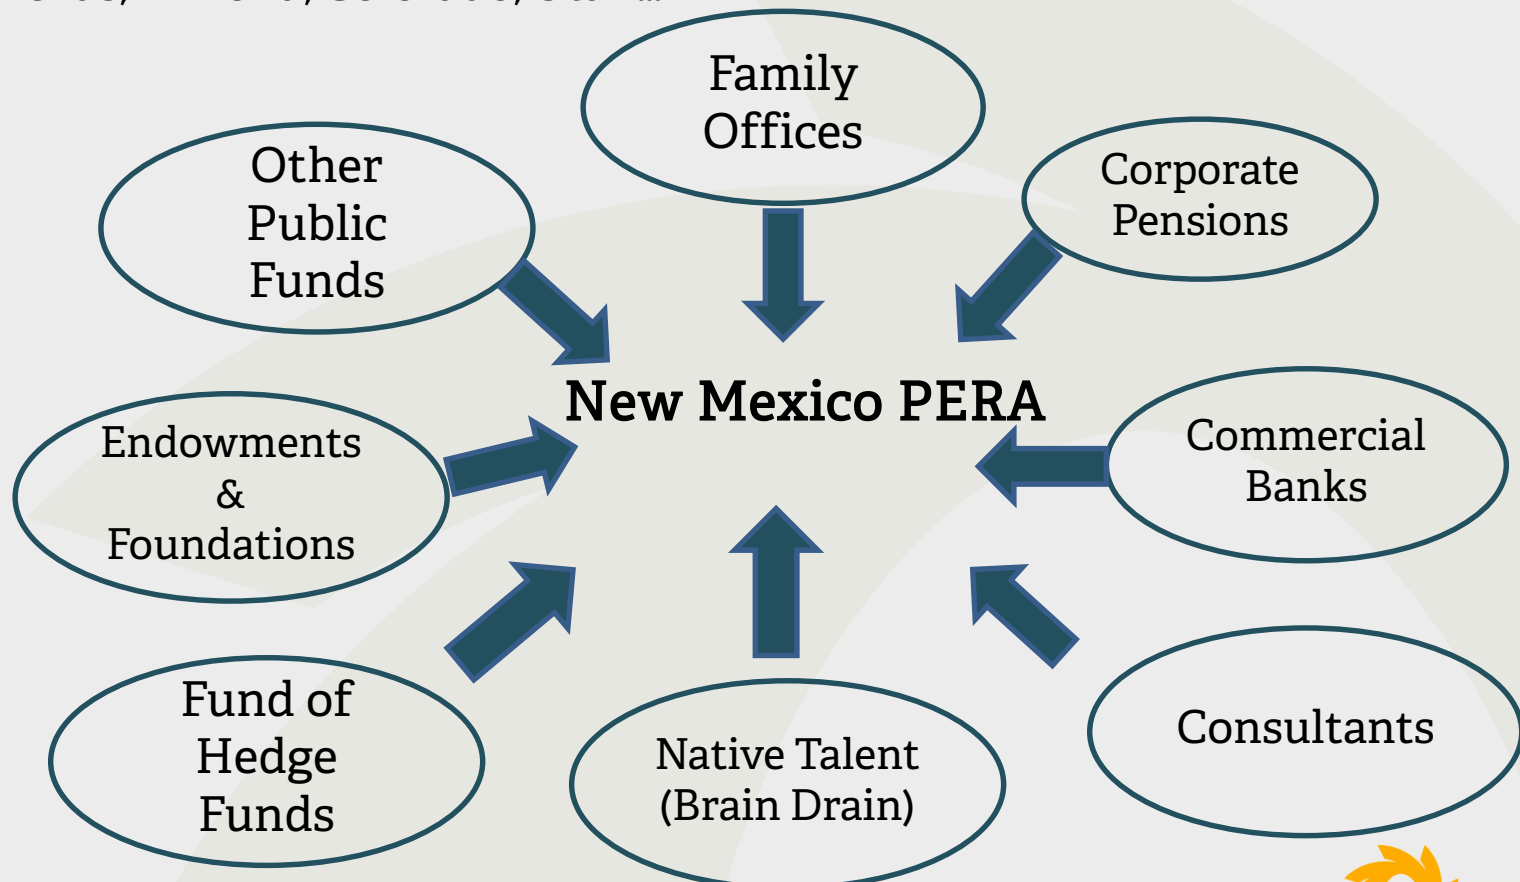 Family
Offices
Other
Public
Funds
Corporate
Pensions
New Mexico PERA
Endowments
&
Foundations
Commercial
Banks
Fund of
Hedge
Funds
Native Talent
(Brain Drain)
Consultants